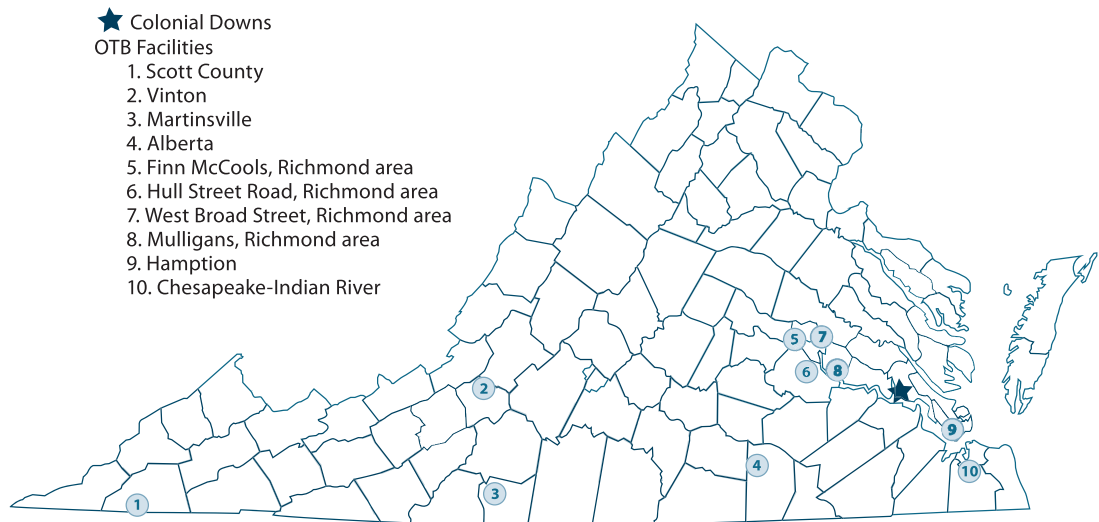 Colonial Downs
OTB Facilities
1. Scott County
2. Vinton
3. Martinsville
4. Alberta
5. Finn McCools, Richmond area
6. Hull Street Road, Richmond area
7. West Broad Street, Richmond area
8. Mulligans, Richmond area
9. Hamption
10. Chesapeake-Indian River
5
7
6
8
2
9
4
10
3
1